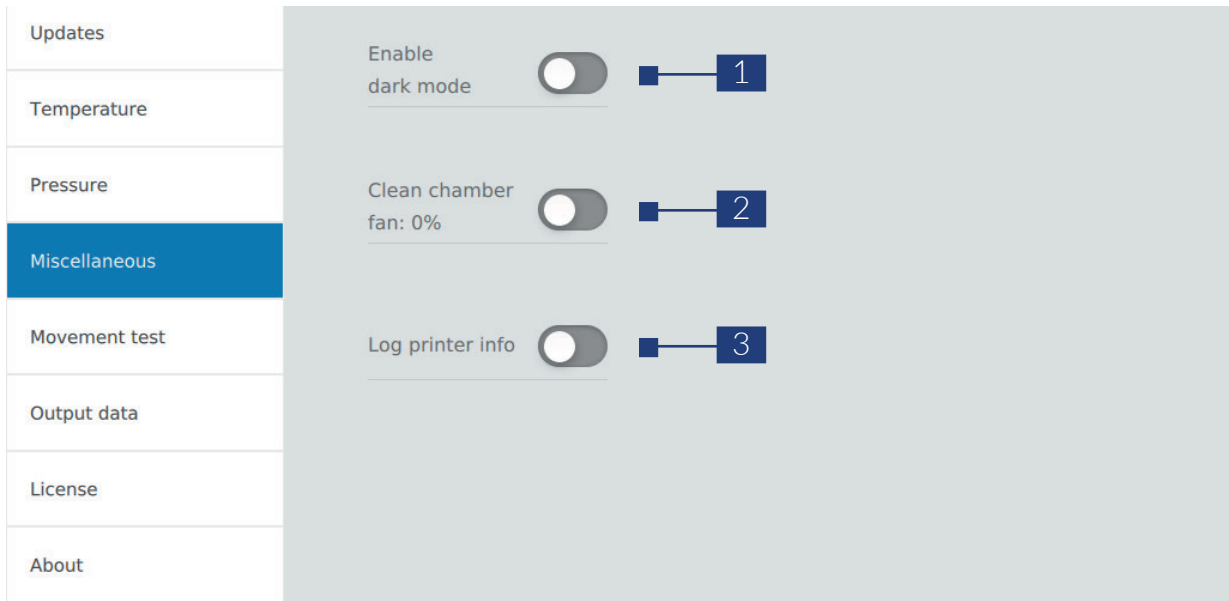 Updates
Temperature
Pressure
Miscellaneous
Movement test
Output data
License
About
Enable
dark mode
1
Clean chamber
fan: 0%
2
Log printer info
3